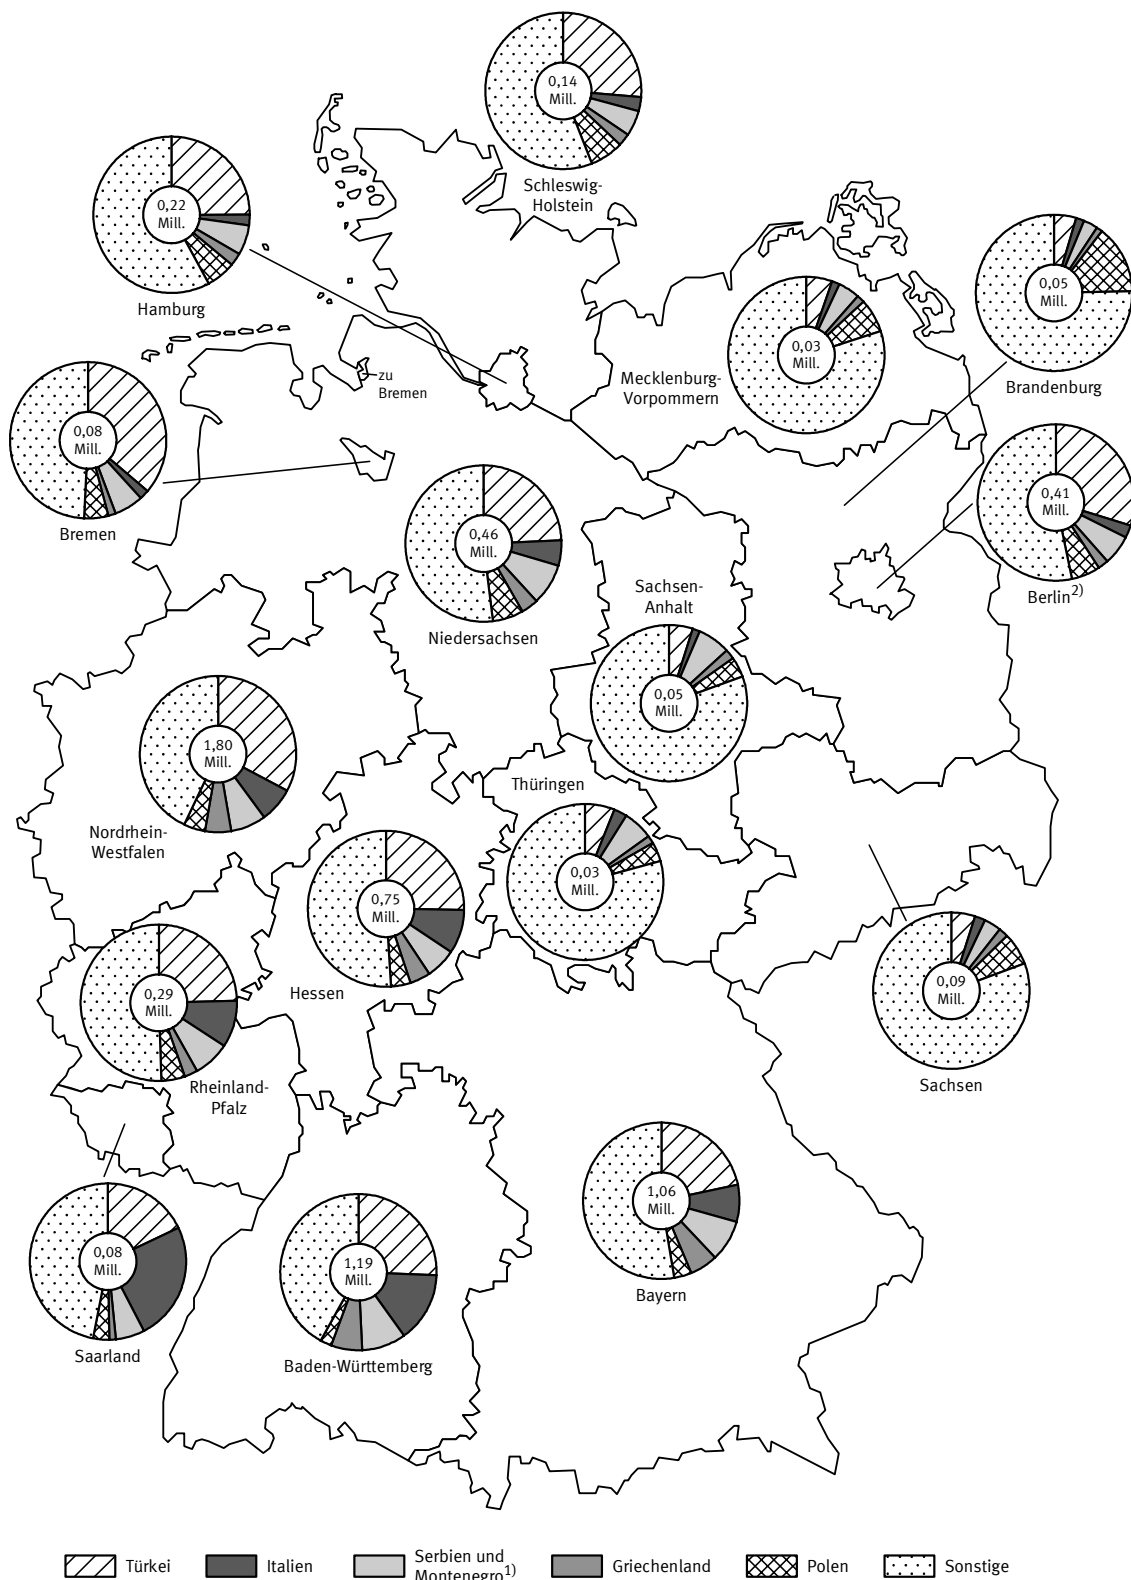 0,14
Mill.
Schleswig-
Holstein
0,22
Mill.
Hamburg
0,05
Mill.
Brandenburg
0,03
Mill.
Mecklenburg-
Vorpommern
zu
Bremen
0,08
Mill.
Bremen
0,41
Mill.
Berlin2)
0,46
Mill.
Niedersachsen
Sachsen-
Anhalt
0,05
Mill.
1,80
Mill.
Nordrhein-
Westfalen
Thüringen
0,03
Mill.
0,75
Mill.
Hessen
0,09
Mill.
Sachsen
0,29
Mill.
Rheinland-
Pfalz
1,06
Mill.
Bayern
0,08
Mill.
Saarland
1,19
Mill.
Baden-Württemberg
Türkei
Italien
Serbien und
Montenegro1)
Griechenland
Polen
Sonstige